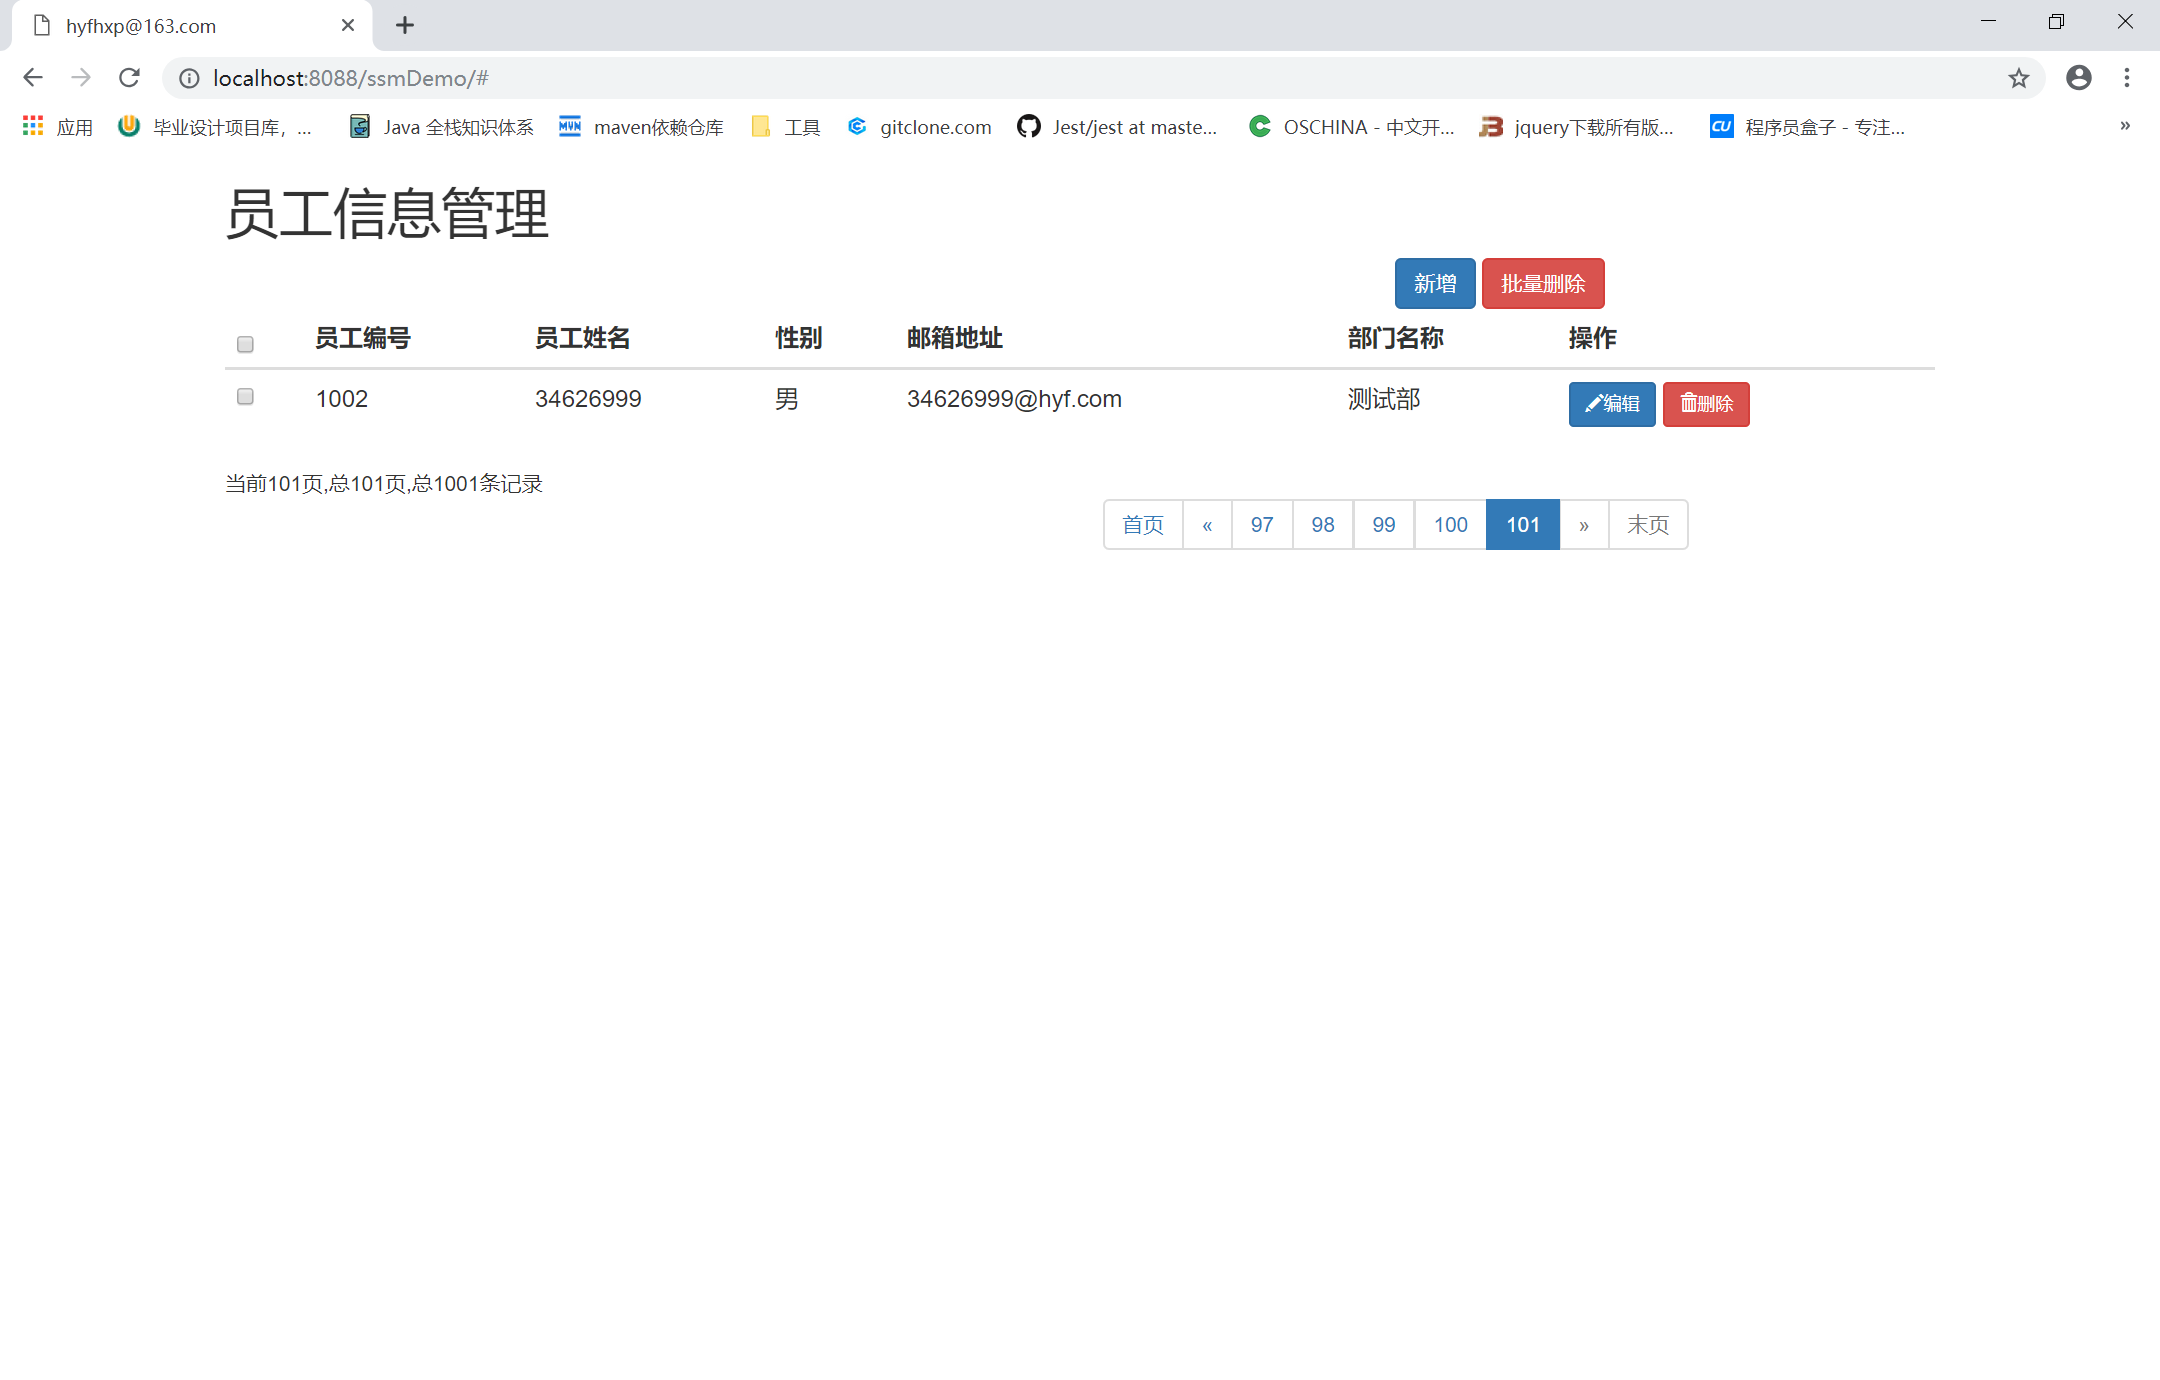 hyfhxp@163.com
localhost:8088/ssmDemo/#
应用 毕业设计项目库，... Java 全栈知识体系 MVN maven依赖仓库 工具 gitclone.com Jest/jest at maste... OSCHINA - 中文开... jquery下载所有版... CU 程序员盒子 - 专注... »
员工信息管理
新增 批量删除
员工编号 员工姓名 性别 邮箱地址 部门名称 操作
1002 34626999 男 34626999@hyf.com 测试部 编辑 删除
当前101页,总101页,总1001条记录
首页 « 97 98 99 100 101 » 末页